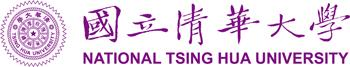 國立清華大學
NATIONAL TSING HUA UNIVERSITY